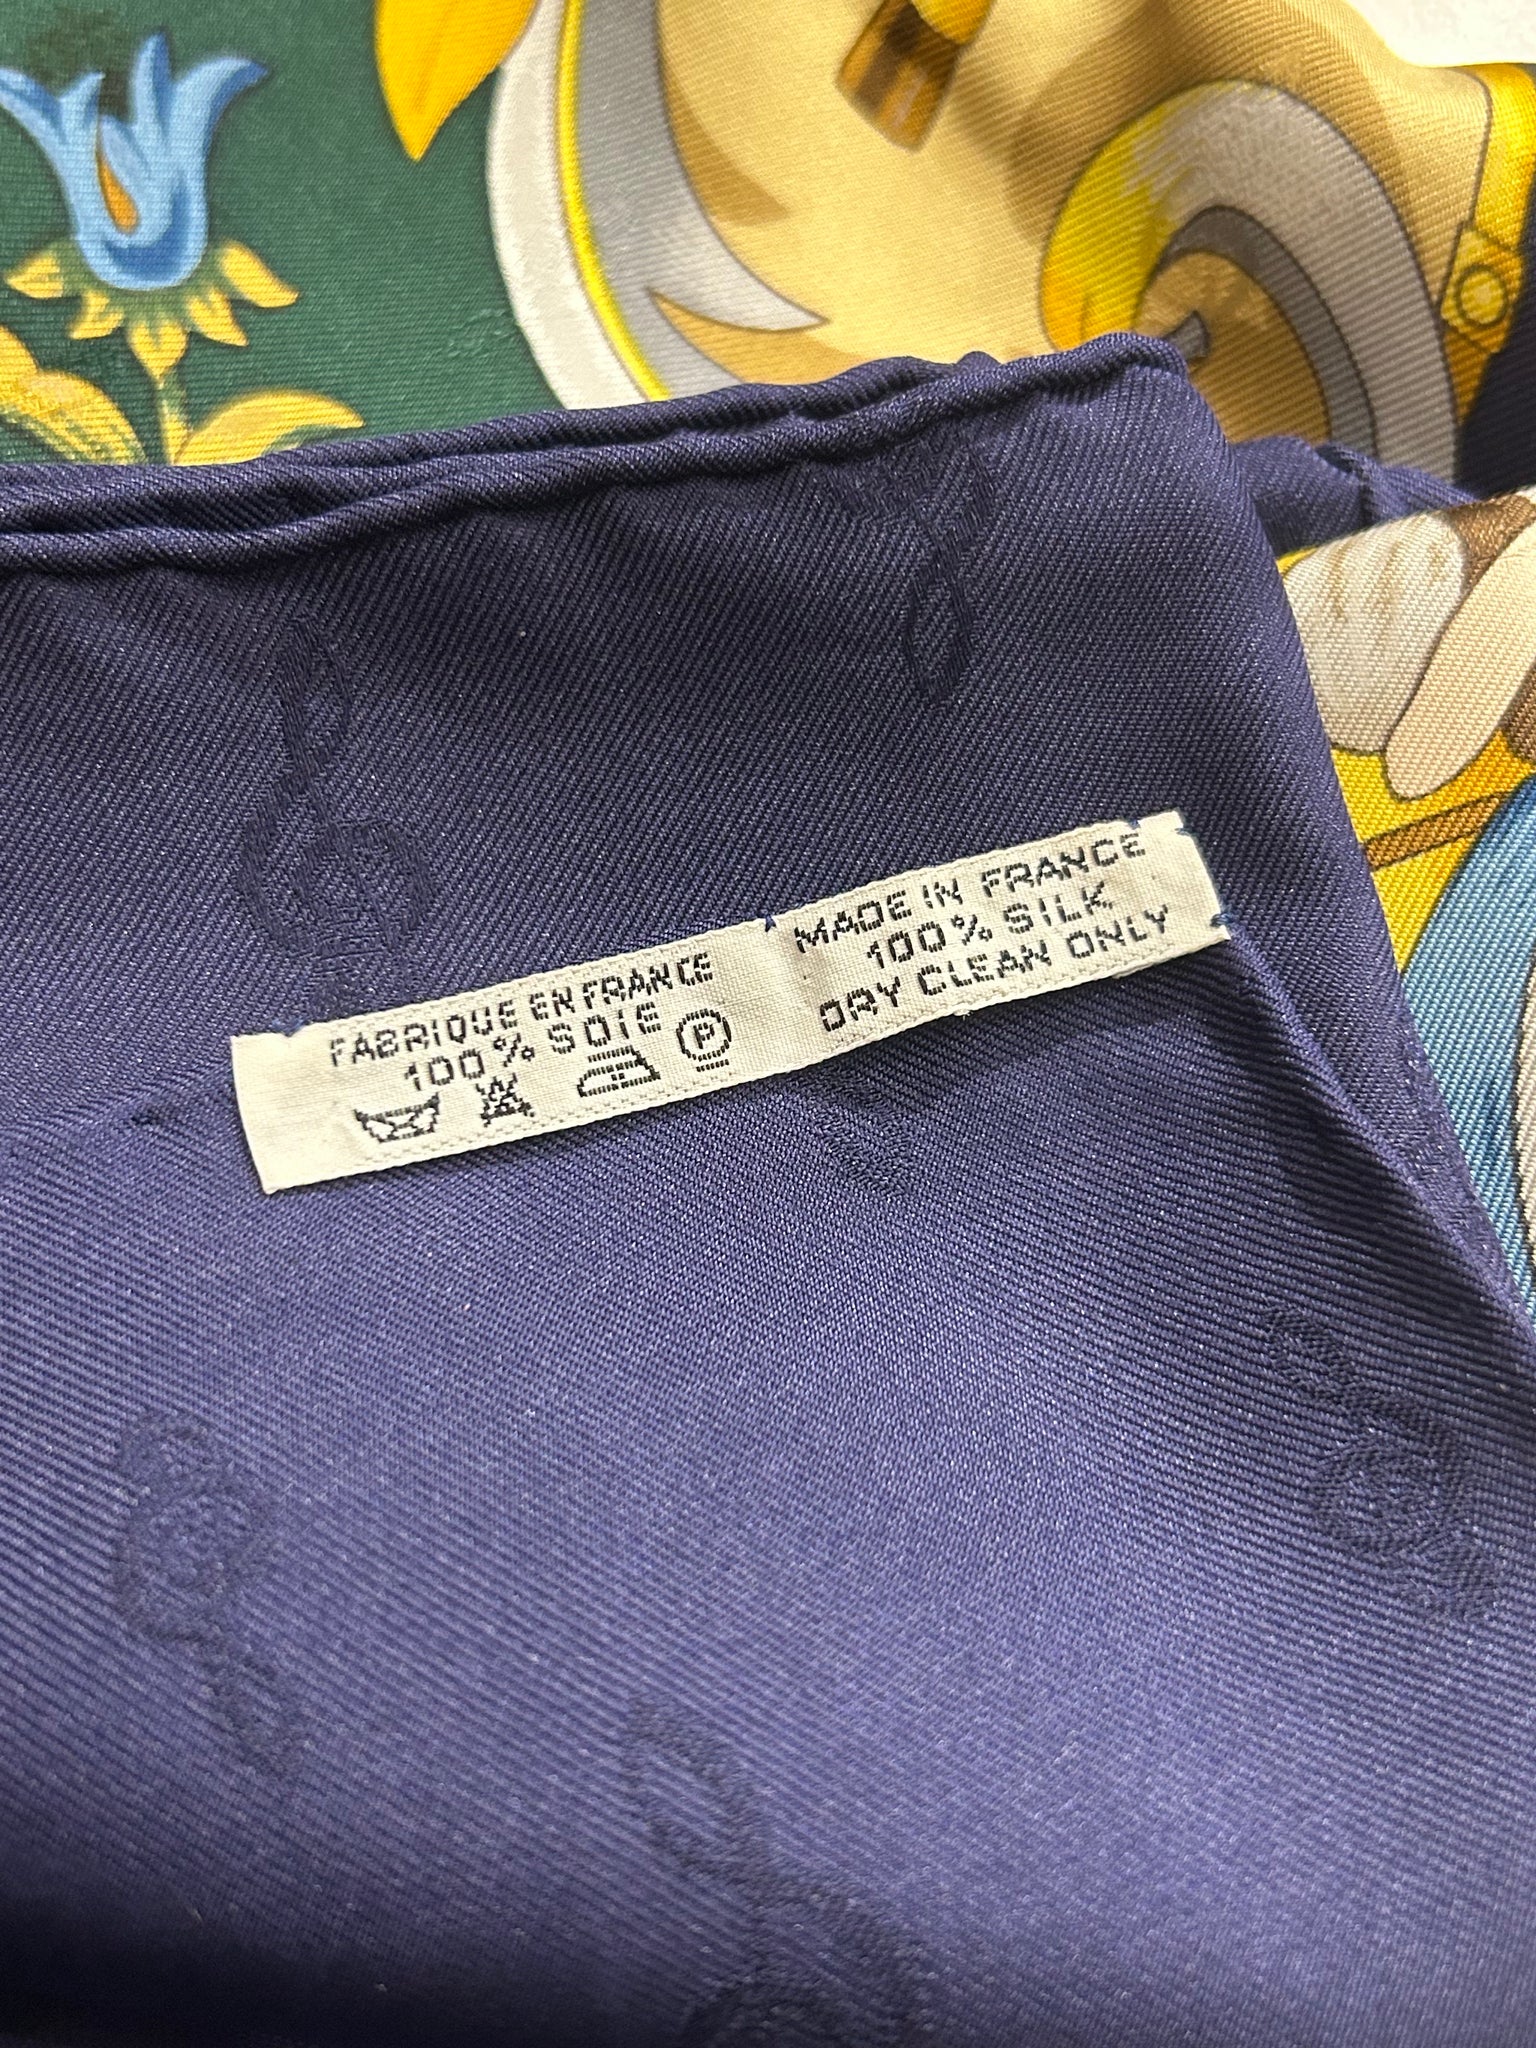 FABRIQUE EN FRANCE
100% SOIE
MADE IN FRANCE
100% SILK
DRY CLEAN ONLY